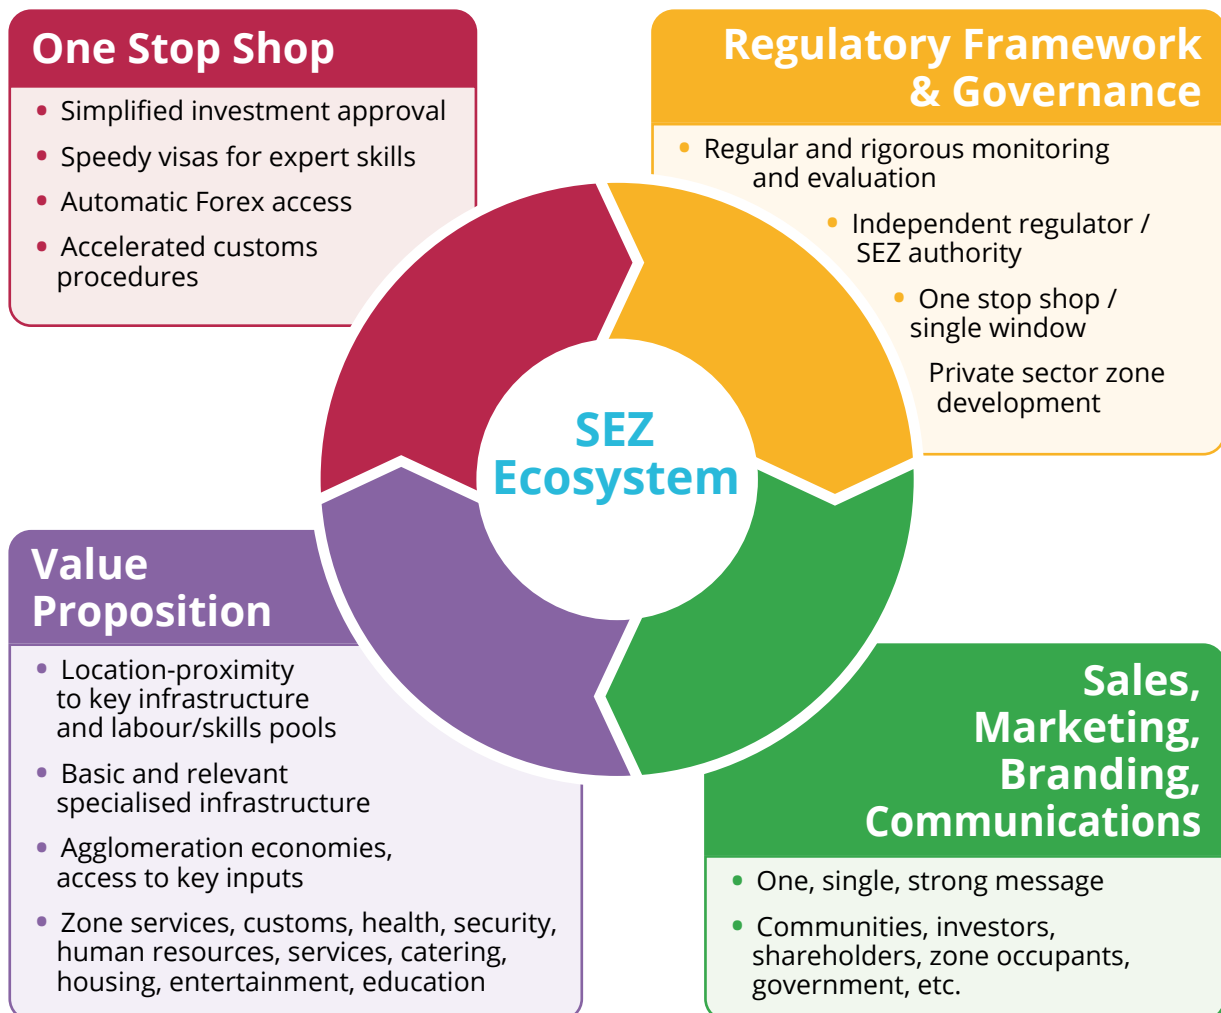 One Stop Shop
• Simplified investment approval
• Speedy visas for expert skills
• Automatic Forex access
• Accelerated customs
procedures
Regulatory Framework
& Governance
• Regular and rigorous monitoring
and evaluation
• Independent regulator /
SEZ authority
• One stop shop /
single window
Private sector zone
development
SEZ
Ecosystem
Value
Proposition
• Location-proximity
to key infrastructure
and labour/skills pools
• Basic and relevant
specialised infrastructure
• Agglomeration economies,
access to key inputs
• Zone services, customs, health, security,
human resources, services, catering,
housing, entertainment, education
Sales,
Marketing,
Branding,
Communications
• One, single, strong message
• Communities, investors,
shareholders, zone occupants,
government, etc.